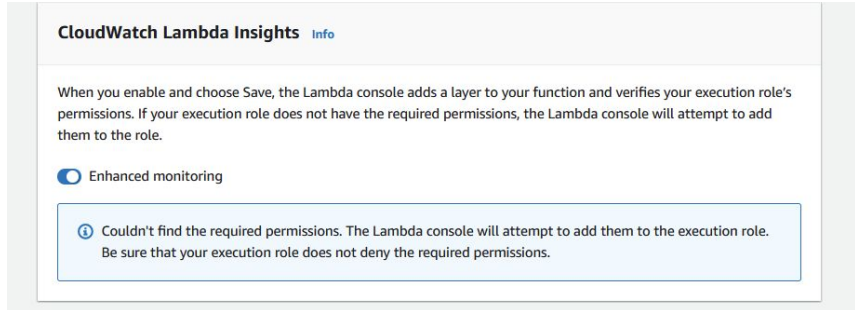 CloudWatch Lambda Insights Info
When you enable and choose Save, the Lambda console adds a layer to your function and verifies your execution role's
permissions. If your execution role does not have the required permissions, the Lambda console will attempt to add
them to the role.
Enhanced monitoring
Couldn't find the required permissions. The Lambda console will attempt to add them to the execution role.
Be sure that your execution role does not deny the required permissions.